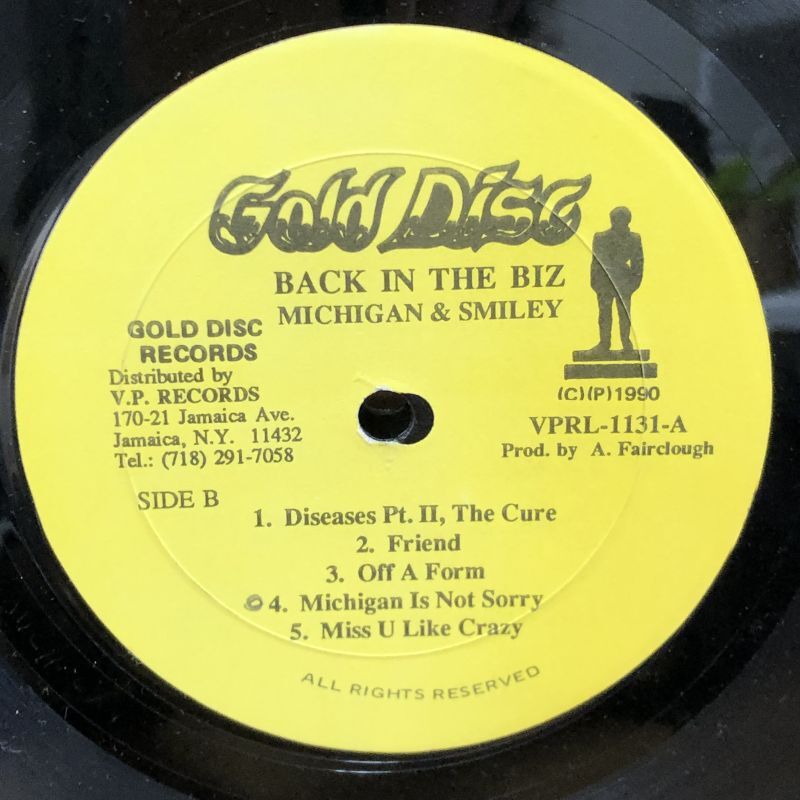 Gold Disc
BACK IN THE BIZ
MICHIGAN & SMILEY
GOLD DISC
RECORDS
Distributed by
V.P. RECORDS
170-21 Jamaica Ave.
Jamaica, N.Y. 11432
Tel.: (718) 291-7058
(C)(P)1990
VPRL-1131-A
Prod. by A. Fairclough
SIDE B
1. Diseases Pt. II, The Cure
2. Friend
3. Off A Form
4. Michigan Is Not Sorry
5. Miss U Like Crazy
ALL RIGHTS RESERVED